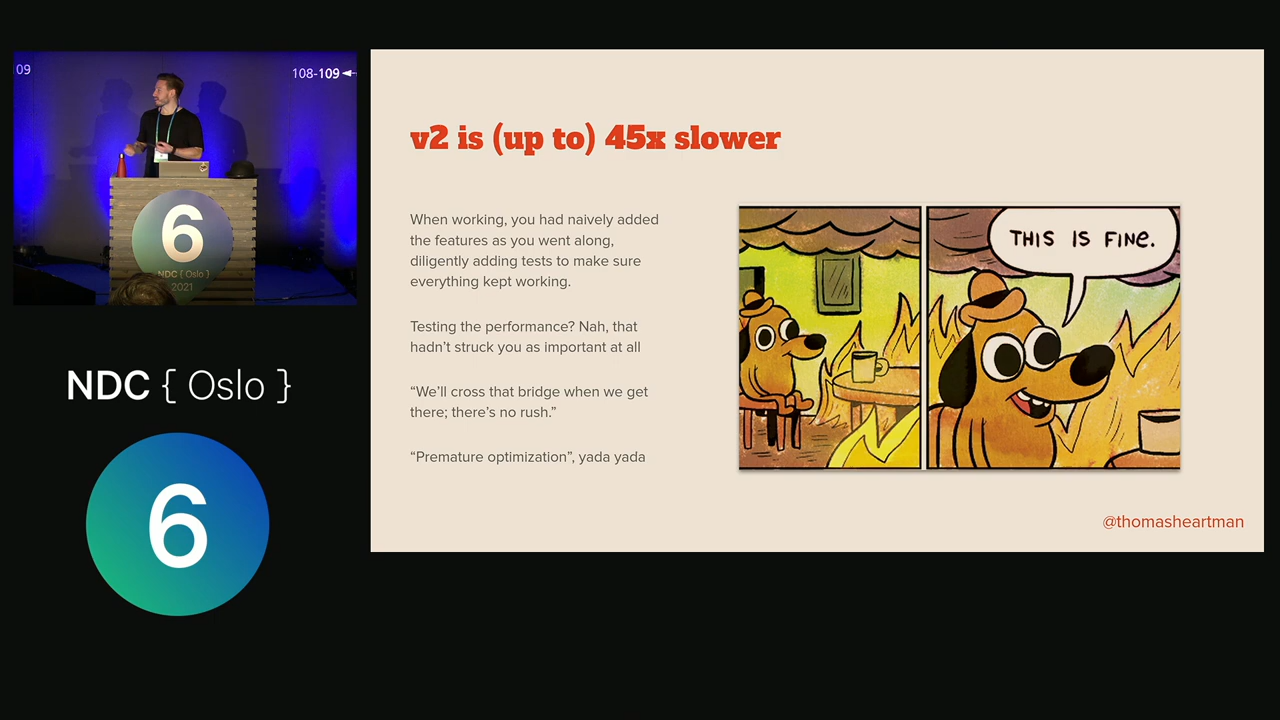 09
108-109
6
NDC { Oslo }
2021
NDC { Oslo }
6
v2 is (up to) 45x slower
When working, you had naively added
the features as you went along,
diligently adding tests to make sure
everything kept working.
Testing the performance? Nah, that
hadn’t struck you as important at all
“We’ll cross that bridge when we get
there; there’s no rush.”
“Premature optimization”, yada yada
THIS IS FINE.
@thomasheartman